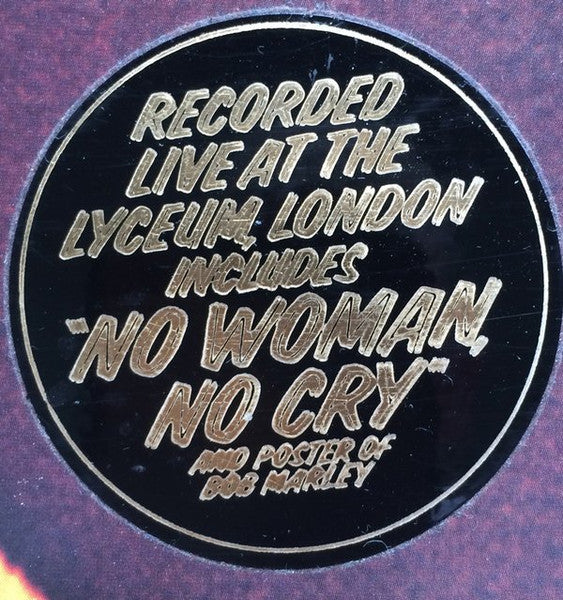 RECORDED
LIVE AT THE
LYCEUM, LONDON
INCLUDES
"NO WOMAN,
NO CRY"
AND POSTER OF
BOB MARLEY